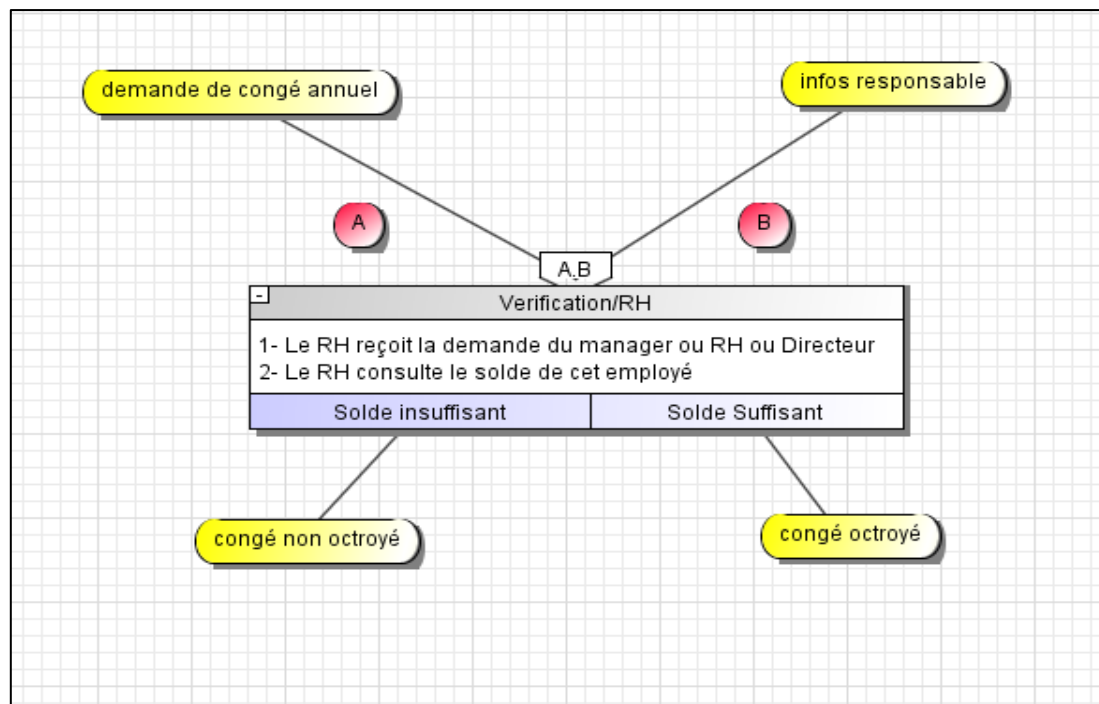 demande de congé annuel
infos responsable
A
B
A.B
-
Verification/RH
1- Le RH reçoit la demande du manager ou RH ou Directeur
2- Le RH consulte le solde de cet employé
Solde insuffisant
Solde Suffisant
congé non octroyé
congé octroyé